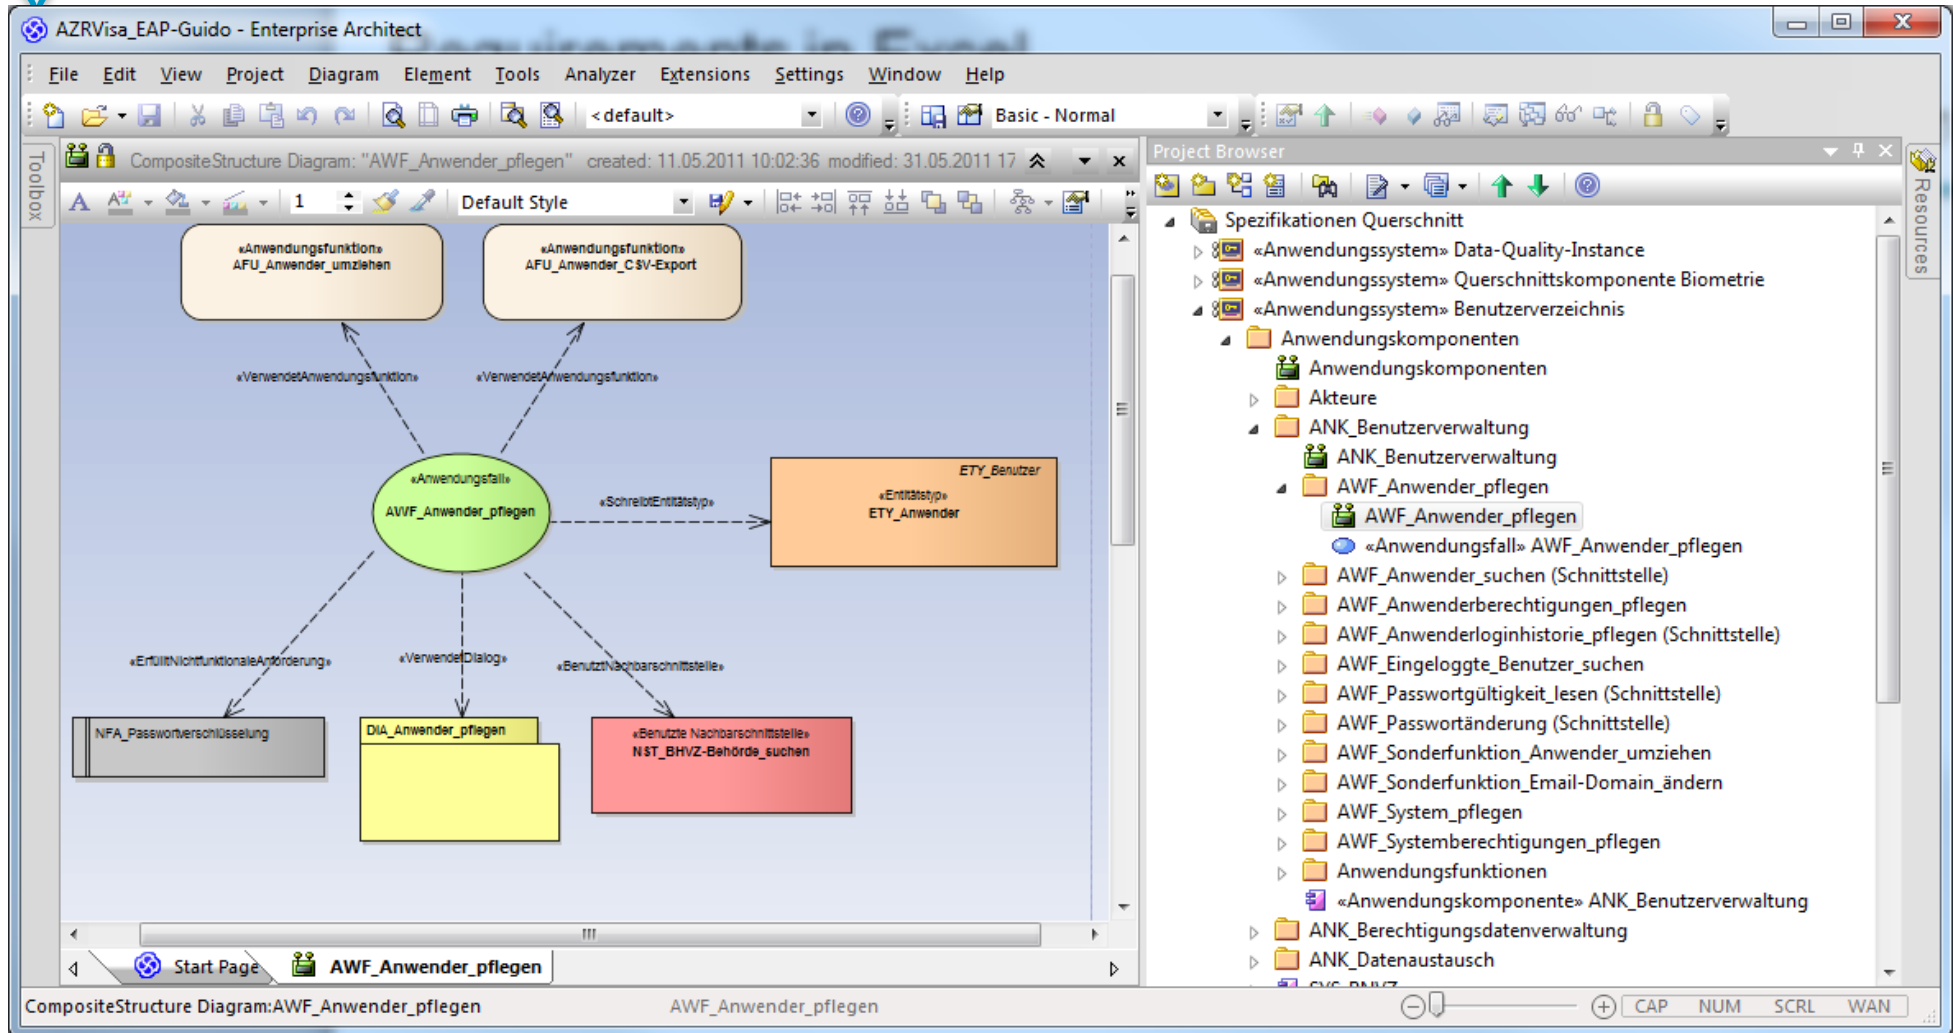 Requirements in Excel
AZRVisa_EAP-Guido - Enterprise Architect
File Edit View Project Diagram Element Tools Analyzer Extensions Settings Window Help
<default>
Basic - Normal
Toolbox
CompositeStructure Diagram: "AWF_Anwender_pflegen" created: 11.05.2011 10:02:36 modified: 31.05.2011 17
1
Default Style
«Anwendungsfunktion»
AFU_Anwender_umziehen
«Anwendungsfunktion»
AFU_Anwender_CSV-Export
«VerwendetAnwendungsfunktion»
«VerwendetAnwendungsfunktion»
«Anwendungsfall»
AWF_Anwender_pflegen
«SchreibtEntitätstyp»
ETY_Benutzer
«Entitätstyp»
ETY_Anwender
«ErfülltNichtfunktionaleAnforderung»
«VerwendetDialog»
«BenutztNachbarschnittstelle»
NFA_Passwortverschlüsselung
DIA_Anwender_pflegen
«Benutzte Nachbarschnittstelle»
NST_BHVZ-Behörde_suchen
Start Page
AWF_Anwender_pflegen
Project Browser
Resources
Spezifikationen Querschnitt
«Anwendungssystem» Data-Quality-Instance
«Anwendungssystem» Querschnittskomponente Biometrie
«Anwendungssystem» Benutzerverzeichnis
Anwendungskomponenten
Anwendungskomponenten
Akteure
ANK_Benutzerverwaltung
ANK_Benutzerverwaltung
AWF_Anwender_pflegen
AWF_Anwender_pflegen
«Anwendungsfall» AWF_Anwender_pflegen
AWF_Anwender_suchen (Schnittstelle)
AWF_Anwenderberechtigungen_pflegen
AWF_Anwenderloginhistorie_pflegen (Schnittstelle)
AWF_Eingeloggte_Benutzer_suchen
AWF_Passwortgültigkeit_lesen (Schnittstelle)
AWF_Passwortänderung (Schnittstelle)
AWF_Sonderfunktion_Anwender_umziehen
AWF_Sonderfunktion_Email-Domain_ändern
AWF_System_pflegen
AWF_Systemberechtigungen_pflegen
Anwendungsfunktionen
«Anwendungskomponente» ANK_Benutzerverwaltung
ANK_Berechtigungsdatenverwaltung
ANK_Datenaustausch
CompositeStructure Diagram:AWF_Anwender_pflegen
AWF_Anwender_pflegen
CAP NUM SCRL WAN